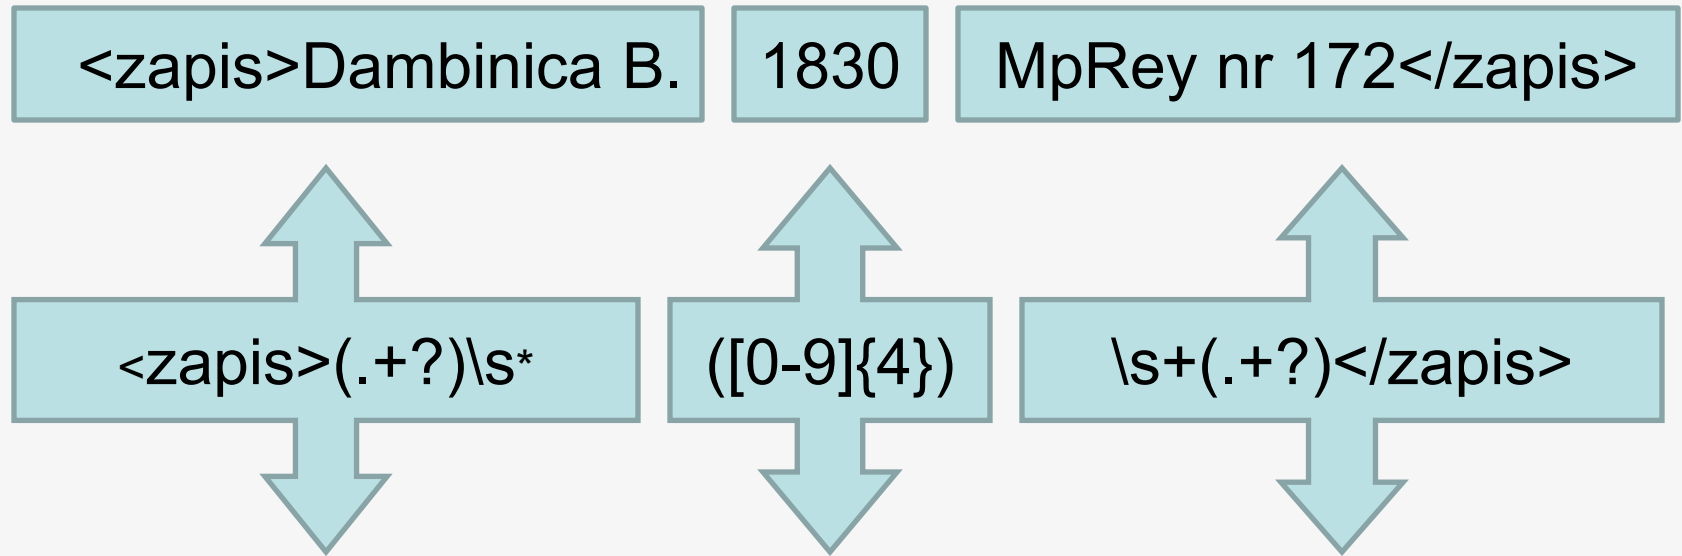 <zapis>Dambinica B. 1830 MpRey nr 172</zapis>
<zapis>(.+?)\s* ([0-9]{4}) \s+(.+?)</zapis>